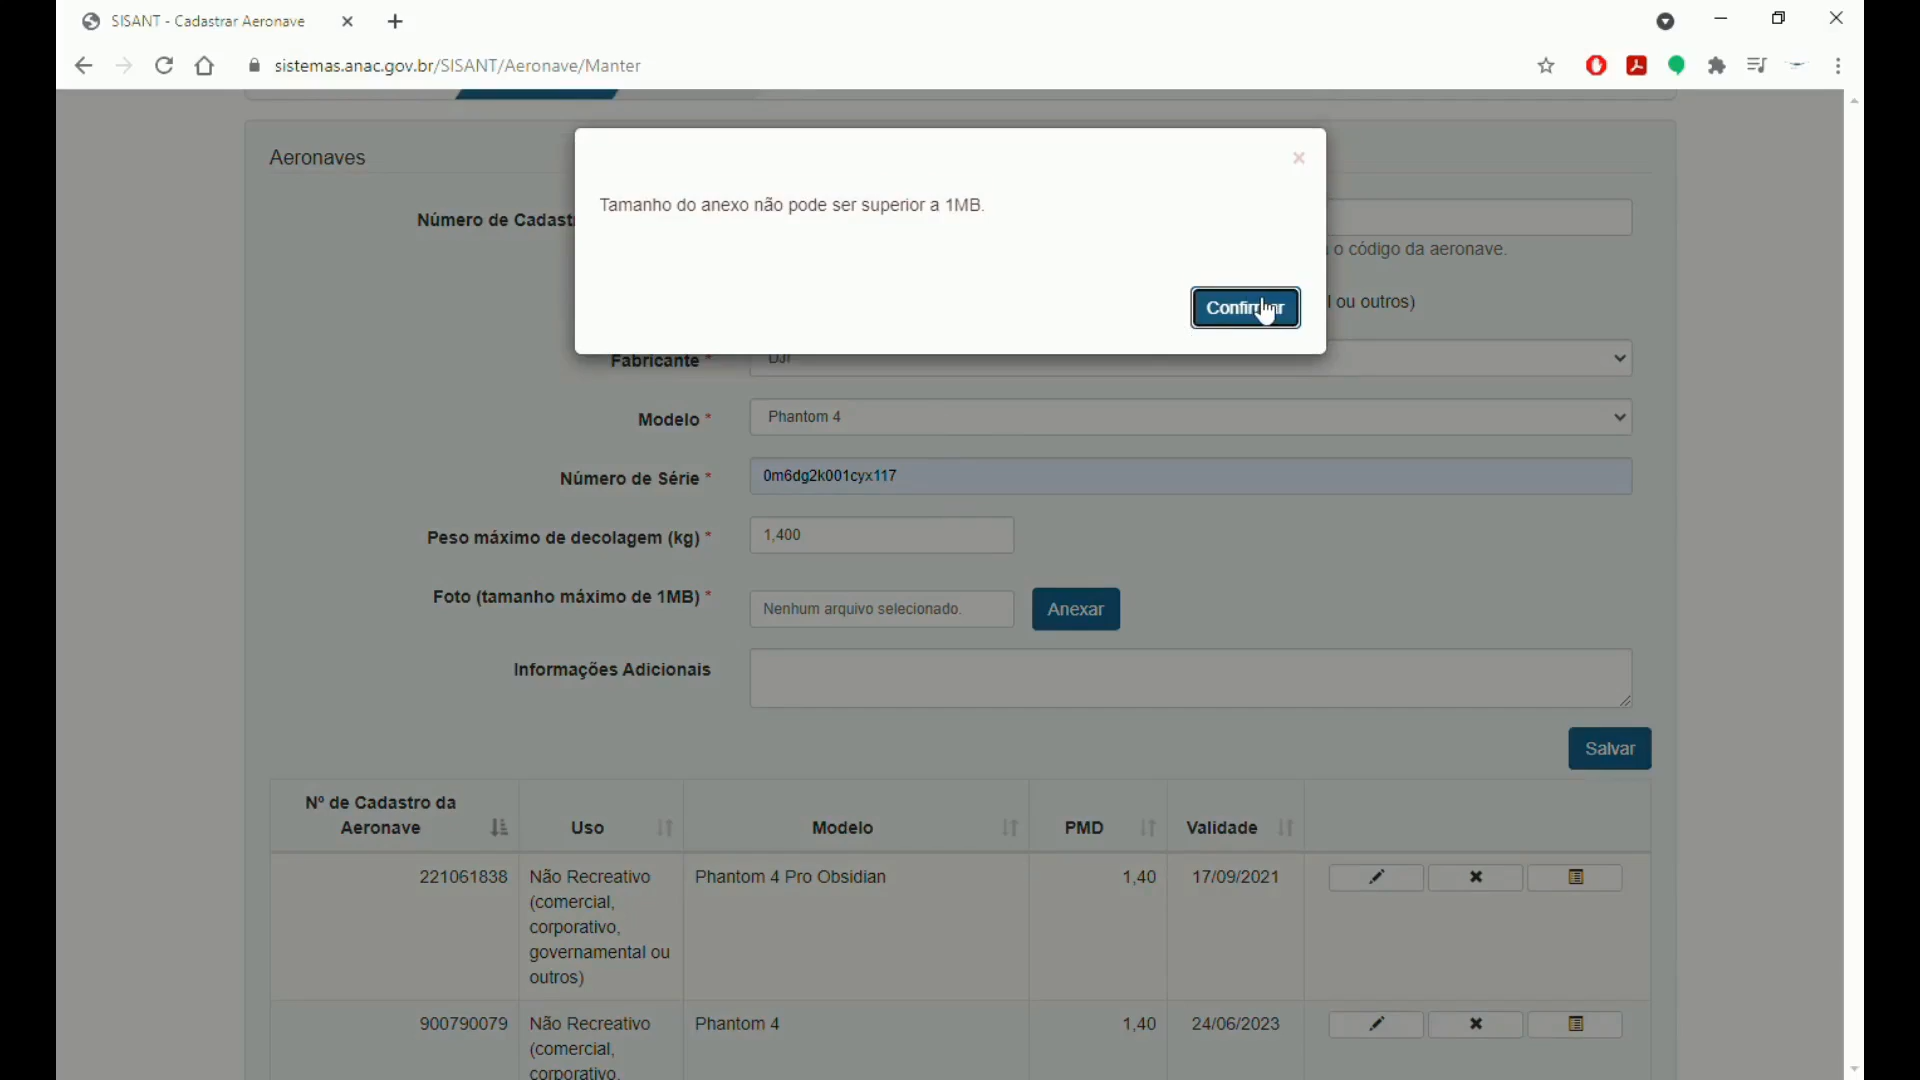 SISANT - Cadastrar Aeronave
sistemas.anac.gov.br/SISANT/Aeronave/Manter
Aeronaves
Tamanho do anexo não pode ser superior a 1MB.
Número de
o código da aeronave.
ou outros)
Confirmar
Fabricante *
DJI
Modelo * Phantom 4
Número de Série * 0m6dg2k001cyx117
Peso máximo de decolagem (kg) * 1,400
Foto (tamanho máximo de 1MB) * Nenhum arquivo selecionado. Anexar
Informações Adicionais
Salvar
Nº de Cadastro da
Aeronave Uso Modelo PMD Validade
221061838 Não Recreativo Phantom 4 Pro Obsidian 1,40 17/09/2021
(comercial,
corporativo,
governamental ou
outros)
900790079 Não Recreativo Phantom 4 1,40 24/06/2023
(comercial,
corporativo,